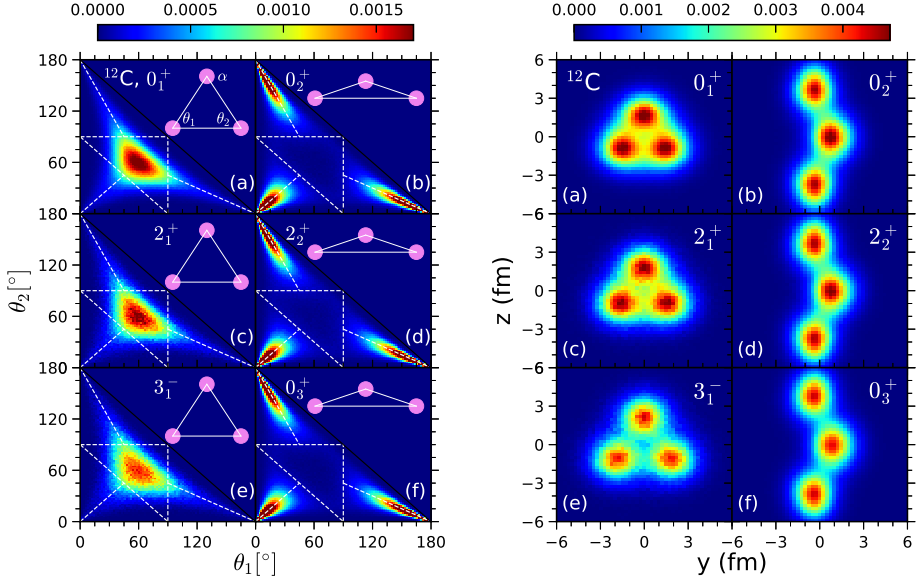 0.0000 0.0005 0.0010 0.0015
0.000 0.001 0.002 0.003 0.004
180 120 60 180
¹²C, 0₁⁺ α θ₁ θ₂ (a)
0₂⁺ (b)
0
120 60 180
2₁⁺ (c)
2₂⁺ (d)
120 60 0
3₁⁻ (e)
0₃⁺ (f)
0 60 120 0 60 120 180
θ₂[°]
θ₁[°]
6 3 0 −3 −6
¹²C 0₁⁺ (a)
0₂⁺ (b)
3 0 −3 −6
2₁⁺ (c)
2₂⁺ (d)
3 0 −3 −6
3₁⁻ (e)
0₃⁺ (f)
−6 −3 0 3 −6 −3 0 3 6
z (fm)
y (fm)